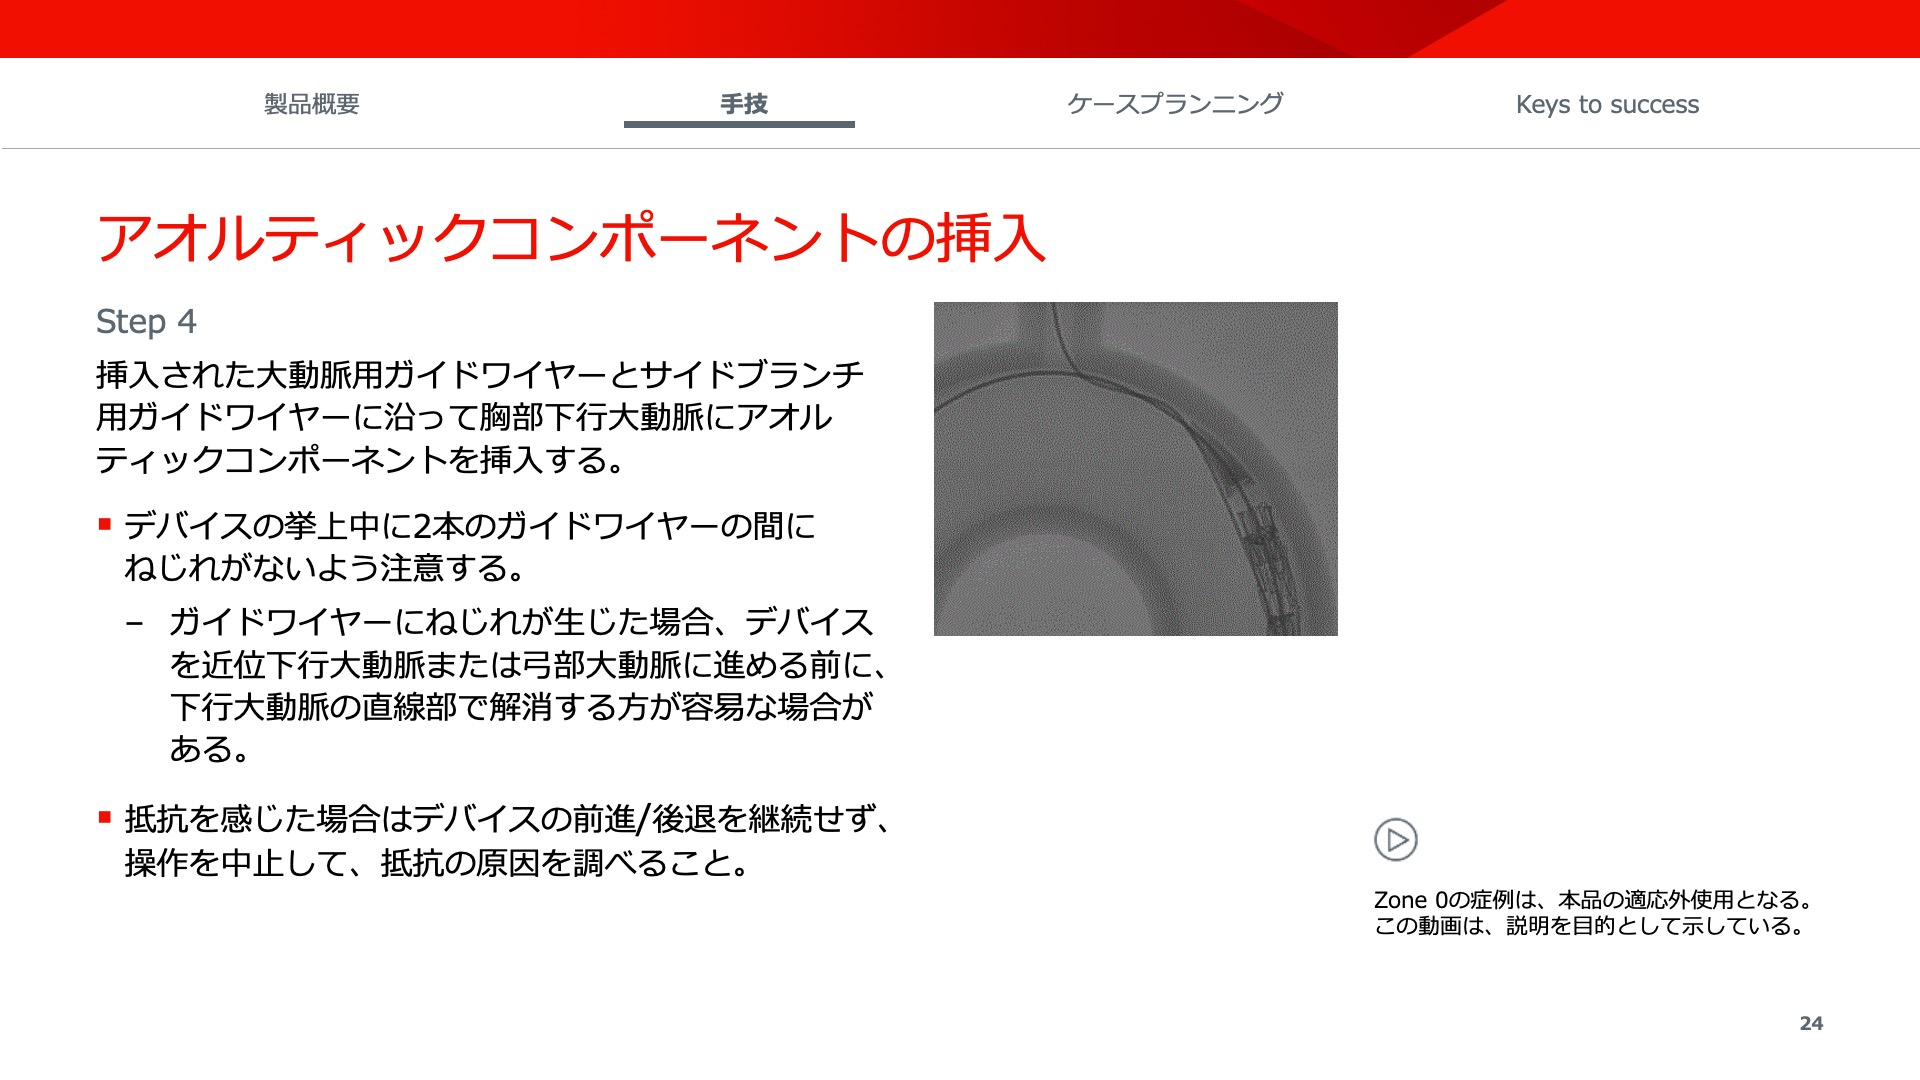 製品概要
手技
ケースプランニング
Keys to success
アオルティックコンポーネントの挿入
Step 4
挿入された大動脈用ガイドワイヤーとサイドブランチ
用ガイドワイヤーに沿って胸部下行大動脈にアオル
ティックコンポーネントを挿入する。
▪ デバイスの挙上中に2本のガイドワイヤーの間に
ねじれがないよう注意する。
– ガイドワイヤーにねじれが生じた場合、デバイス
を近位下行大動脈または弓部大動脈に進める前に、
下行大動脈の直線部で解消する方が容易な場合が
ある。
▪ 抵抗を感じた場合はデバイスの前進/後退を継続せず、
操作を中止して、抵抗の原因を調べること。
Zone 0の症例は、本品の適応外使用となる。
この動画は、説明を目的として示している。
24